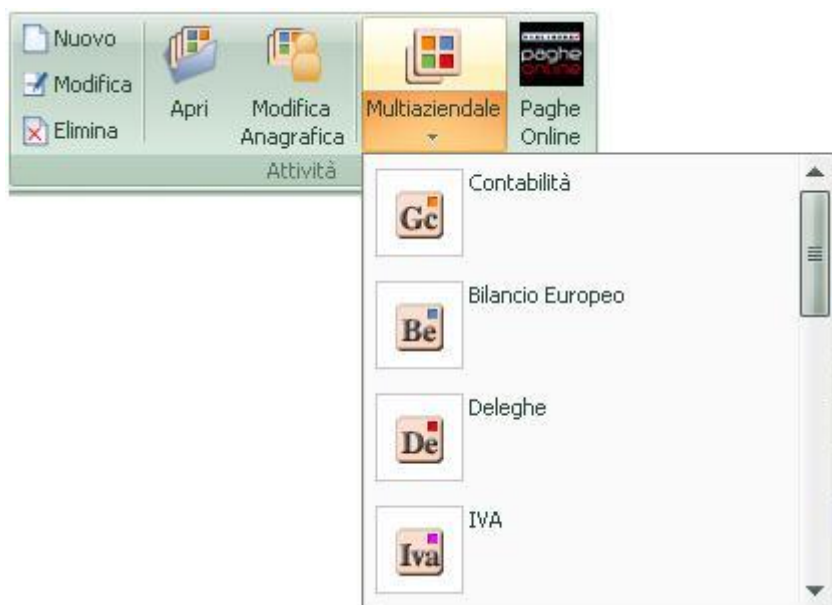 Nuovo
Modifica
Elimina
Apri
Modifica
Anagrafica
Multiaziendale
paghe
online
Paghe
Online
Attività
Gc
Contabilità
Be
Bilancio Europeo
De
Deleghe
Iva
IVA